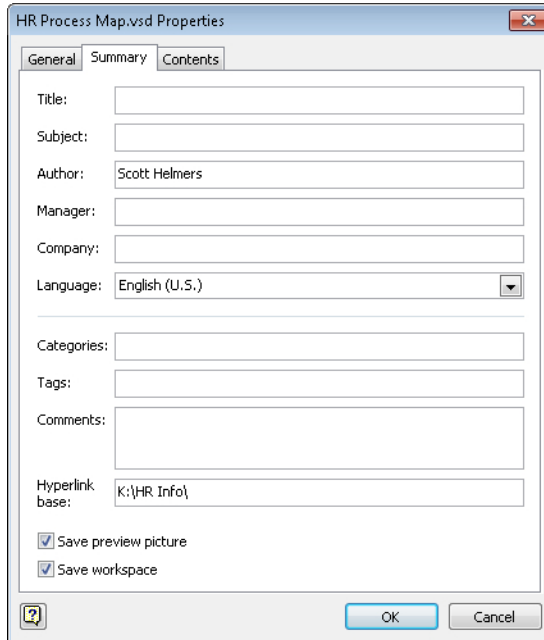 HR Process Map.vsd Properties
General Summary Contents
Title:
Subject:
Author: Scott Helmers
Manager:
Company:
Language: English (U.S.)
Categories:
Tags:
Comments:
Hyperlink
base: K:\HR Info\
Save preview picture
Save workspace
? OK Cancel